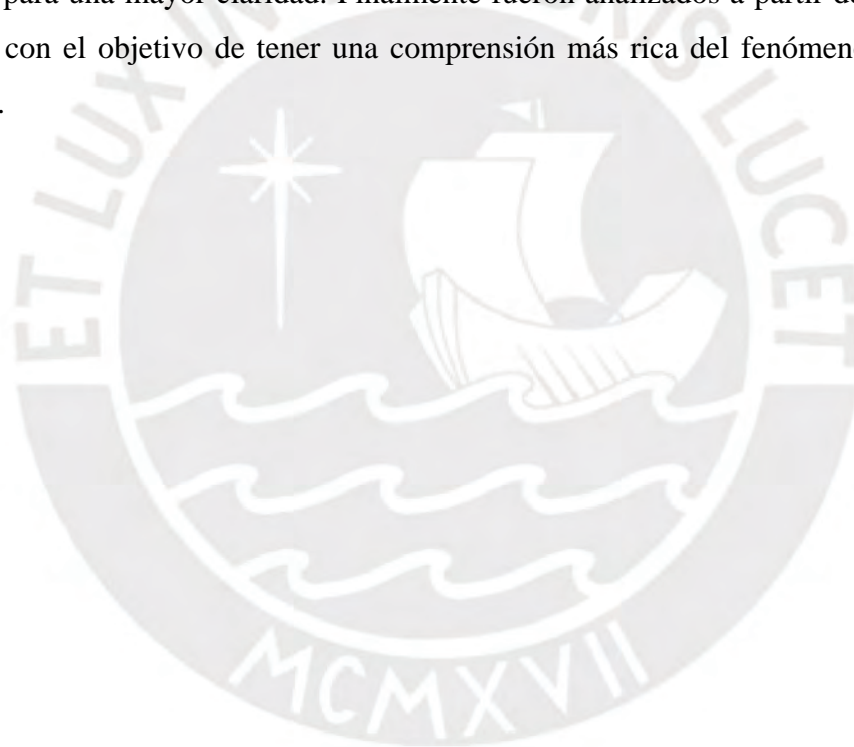 para una mayor claridad. Finalmente fueron analizados a partir de
con el objetivo de tener una comprensión más rica del fenómen
.
ET LUX IN
LUCET
MCMXVII